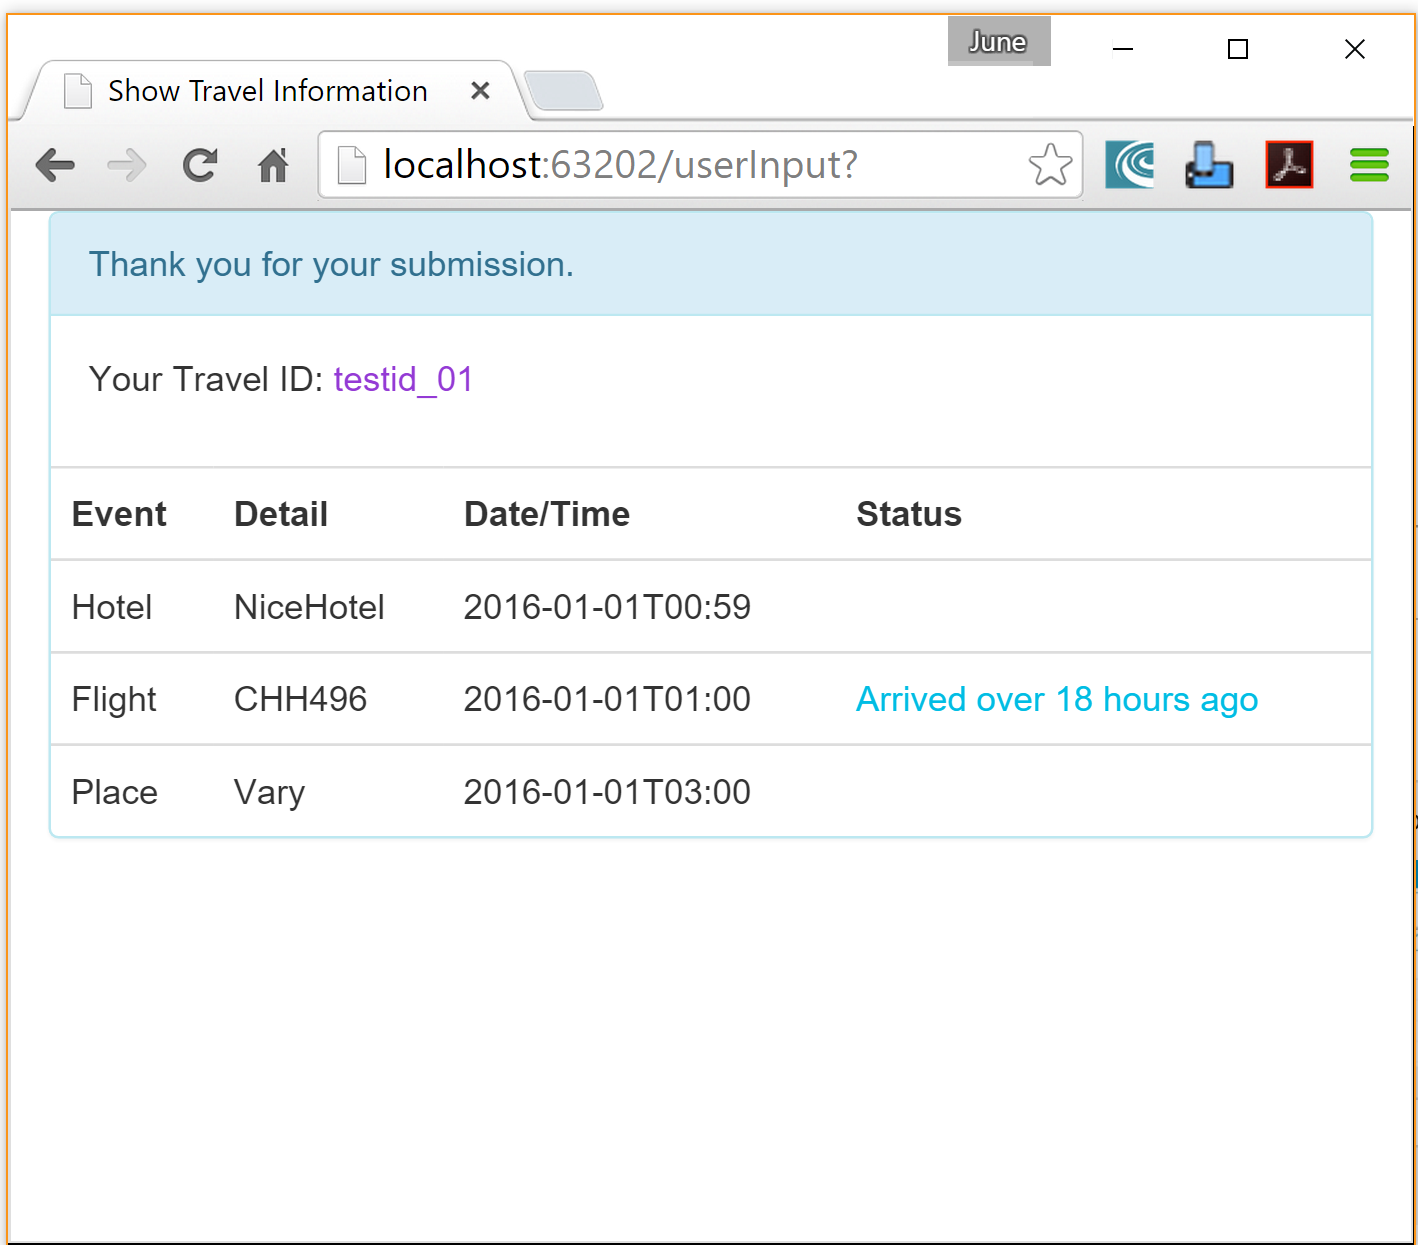 June
Show Travel Information
localhost:63202/userInput?
Thank you for your submission.
Your Travel ID: testid_01
Event Detail Date/Time Status
Hotel NiceHotel 2016-01-01T00:59
Flight CHH496 2016-01-01T01:00 Arrived over 18 hours ago
Place Vary 2016-01-01T03:00